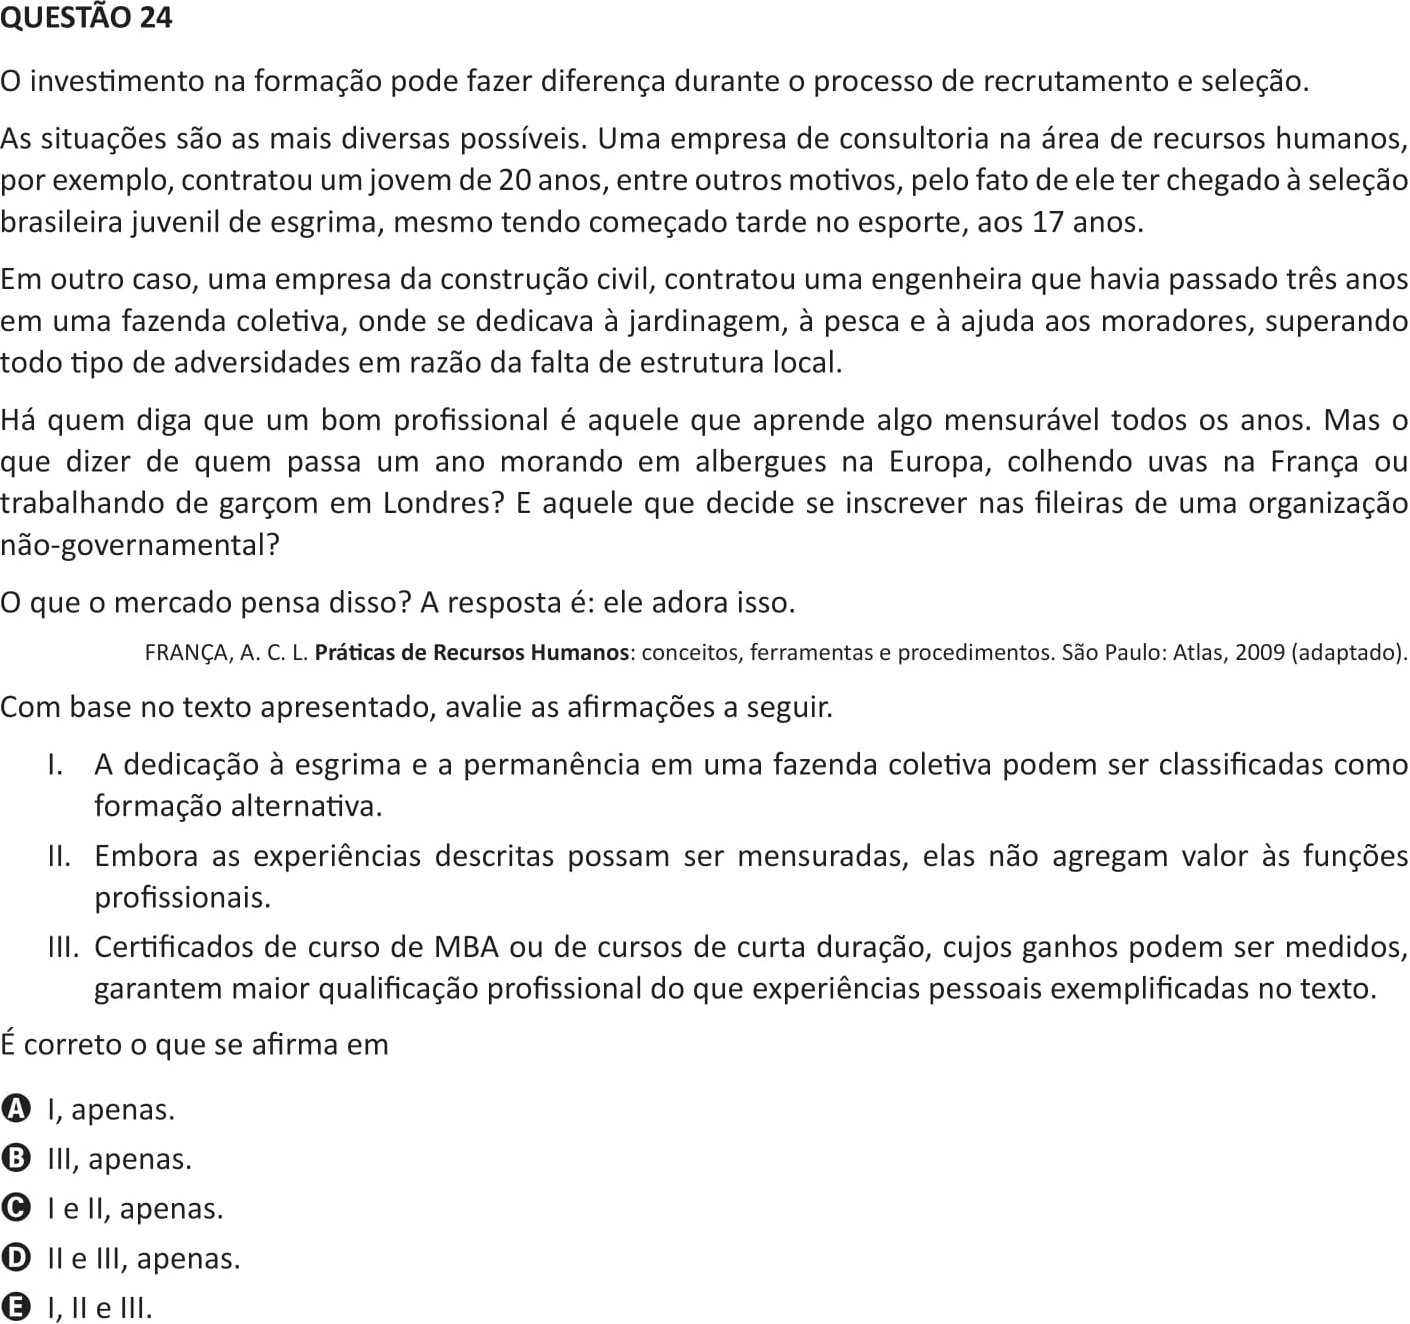 QUESTÃO 24
O investimento na formação pode fazer diferença durante o processo de recrutamento e seleção.
As situações são as mais diversas possíveis. Uma empresa de consultoria na área de recursos humanos,
por exemplo, contratou um jovem de 20 anos, entre outros motivos, pelo fato de ele ter chegado à seleção
brasileira juvenil de esgrima, mesmo tendo começado tarde no esporte, aos 17 anos.
Em outro caso, uma empresa da construção civil, contratou uma engenheira que havia passado três anos
em uma fazenda coletiva, onde se dedicava à jardinagem, à pesca e à ajuda aos moradores, superando
todo tipo de adversidades em razão da falta de estrutura local.
Há quem diga que um bom profissional é aquele que aprende algo mensurável todos os anos. Mas o
que dizer de quem passa um ano morando em albergues na Europa, colhendo uvas na França ou
trabalhando de garçom em Londres? E aquele que decide se inscrever nas fileiras de uma organização
não-governamental?
O que o mercado pensa disso? A resposta é: ele adora isso.
FRANÇA, A. C. L. Práticas de Recursos Humanos: conceitos, ferramentas e procedimentos. São Paulo: Atlas, 2009 (adaptado).
Com base no texto apresentado, avalie as afirmações a seguir.
I. A dedicação à esgrima e a permanência em uma fazenda coletiva podem ser classificadas como
formação alternativa.
II. Embora as experiências descritas possam ser mensuradas, elas não agregam valor às funções
profissionais.
III. Certificados de curso de MBA ou de cursos de curta duração, cujos ganhos podem ser medidos,
garantem maior qualificação profissional do que experiências pessoais exemplificadas no texto.
É correto o que se afirma em
A I, apenas.
B III, apenas.
C I e II, apenas.
D II e III, apenas.
E I, II e III.